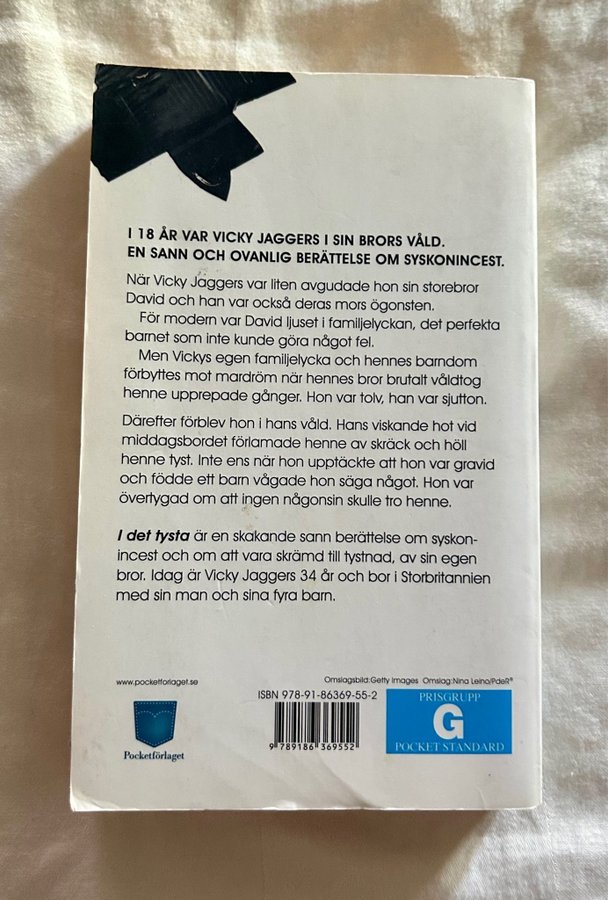 I 18 ÅR VAR VICKY JAGGERS I SIN BRORS VÅLD.
EN SANN OCH OVANLIG BERÄTTELSE OM SYSKONINCEST.
När Vicky Jaggers var liten avgudade hon sin storebror
David och han var också deras mors ögonsten.
För modern var David ljuset i familjelyckan, det perfekta
barnet som inte kunde göra något fel.
Men Vickys egen familjelycka och hennes barndom
förbyttes mot mardröm när hennes bror brutalt våldtog
henne upprepade gånger. Hon var tolv, han var sjutton.
Därefter förblev hon i hans våld. Hans viskande hot vid
middagsbordet förlamade henne av skräck och höll
henne tyst. Inte ens när hon upptäckte att hon var gravid
och födde ett barn vågade hon säga något. Hon var
övertygad om att ingen någonsin skulle tro henne.
I det tysta är en skakande sann berättelse om syskon-
incest och om att vara skrämd till tystnad, av sin egen
bror. Idag är Vicky Jaggers 34 år och bor i Storbritannien
med sin man och sina fyra barn.
www.pocketforlaget.se
Omslagsbild:Getty Images Omslag:Nina Leino/PdeR®
ISBN 978-91-86369-55-2
PRISGRUPP
G
POCKET STANDARD
9 789186 369552
Pocketförlaget